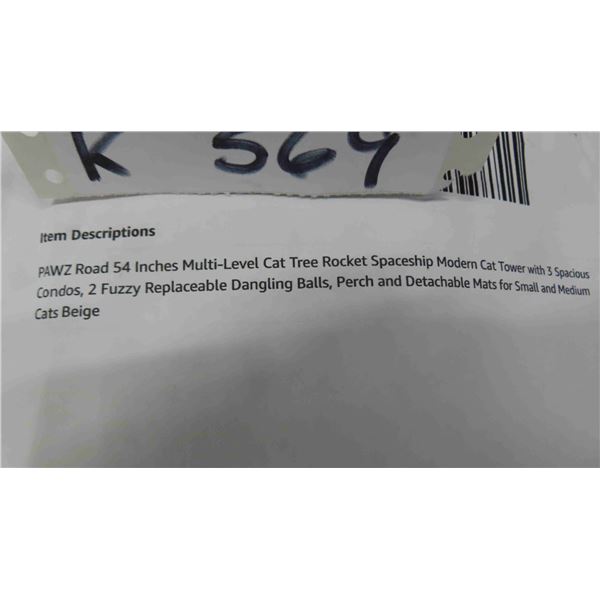 K 569
Item Descriptions
PAWZ Road 54 Inches Multi-Level Cat Tree Rocket Spaceship Modern Cat Tower with 3 Spacious
Condos, 2 Fuzzy Replaceable Dangling Balls, Perch and Detachable Mats for Small and Medium
Cats Beige